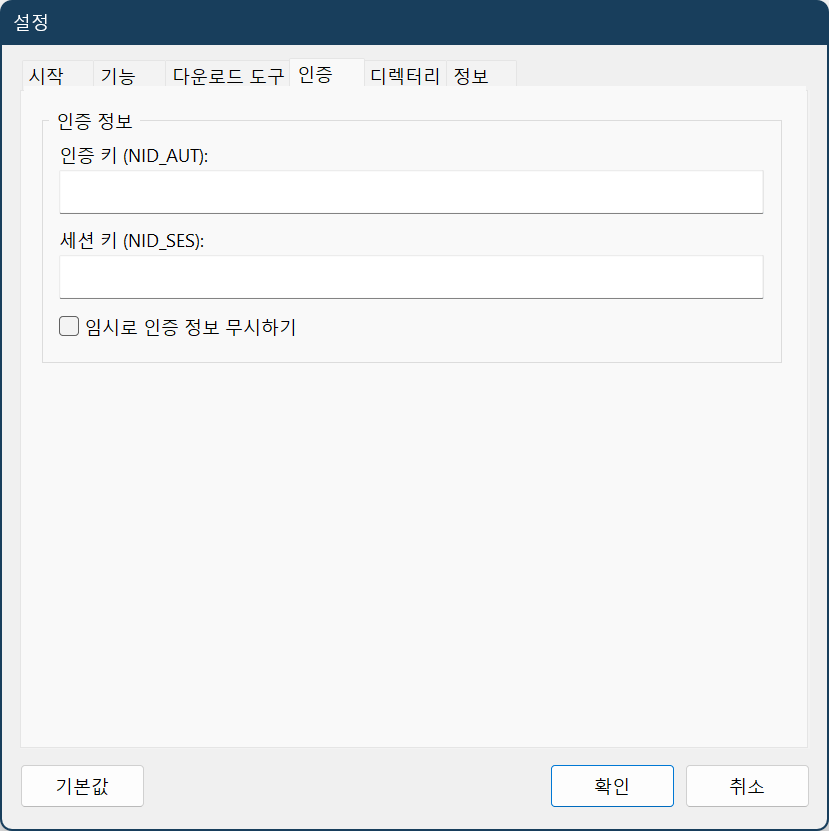 설정
시작 기능 다운로드 도구 인증 디렉터리 정보
인증 정보
인증 키 (NID_AUT):
세션 키 (NID_SES):
임시로 인증 정보 무시하기
기본값 확인 취소